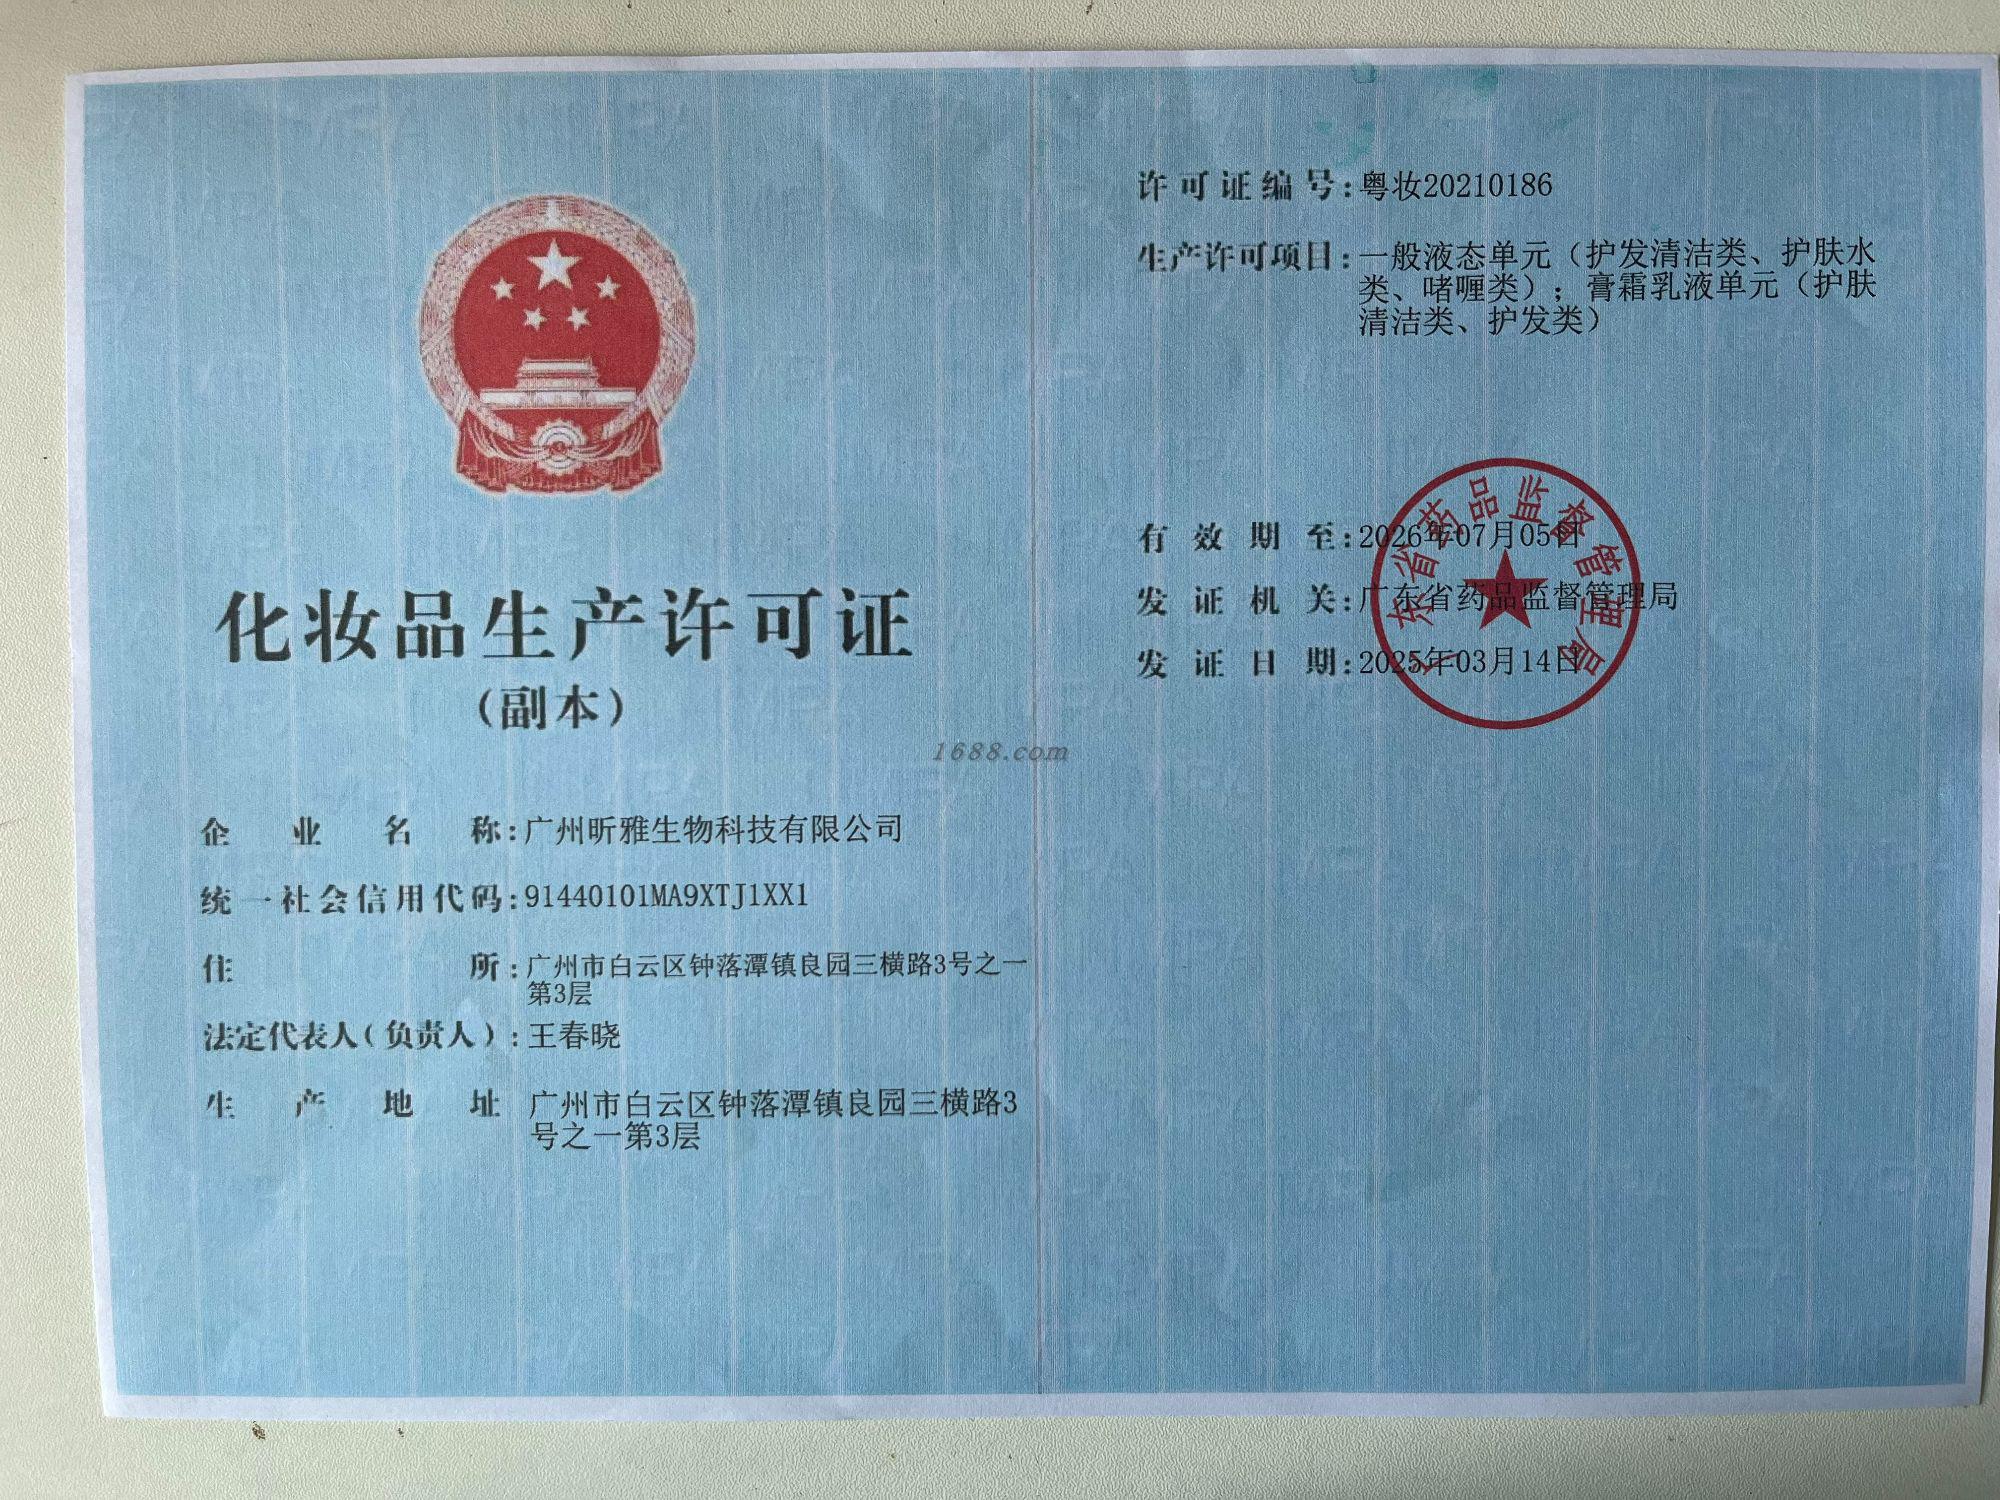 化妆品生产许可证
(副本)
企业名称:广州昕雅生物科技有限公司
统一社会信用代码:91440101MA9XTJ1XX1
住所:广州市白云区钟落潭镇良园三横路3号之一
第3层
法定代表人(负责人):王春晓
生产地址 广州市白云区钟落潭镇良园三横路3
号之一第3层
许可证编号:粤妆20210186
生产许可项目:一般液态单元（护发清洁类、护肤水
类、啫喱类）；膏霜乳液单元（护肤
清洁类、护发类）
有效期至:2026年07月05日
发证机关:广东省药品监督管理局
发证日期:2025年03月14日
广东省药品监督管理局
1688.com